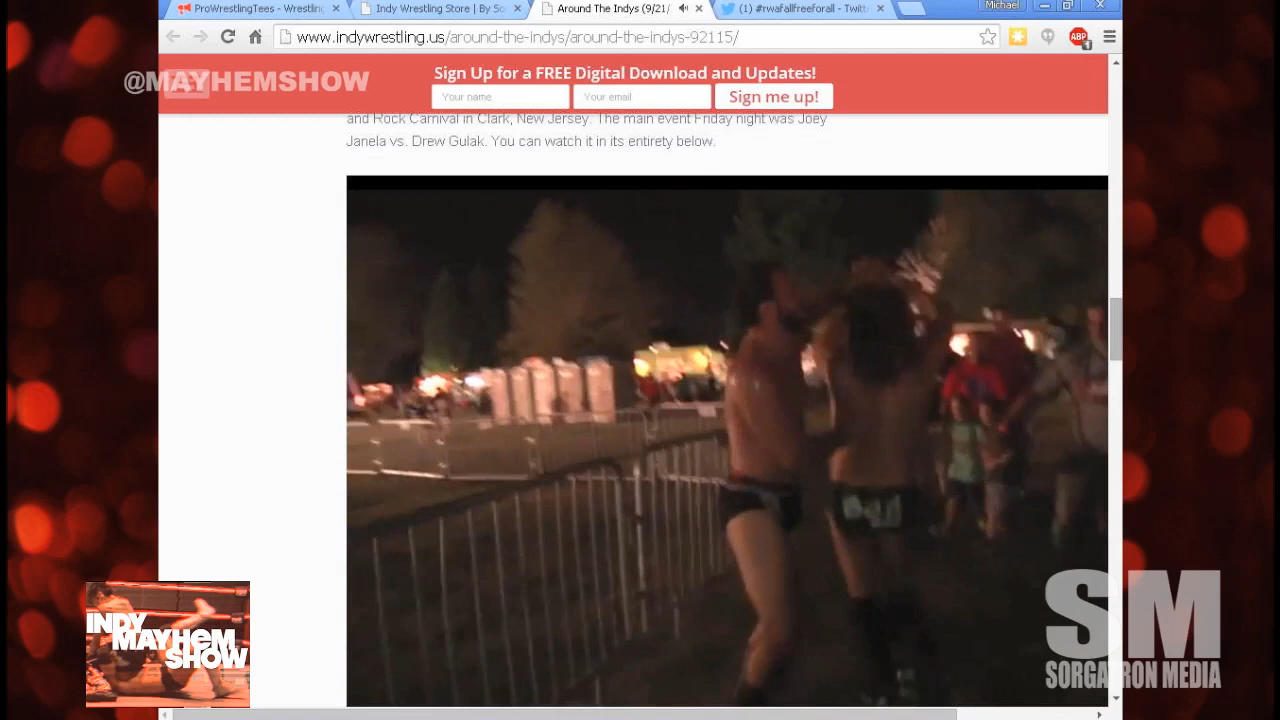 ProWrestlingTees - Wrestling
Indy Wrestling Store | By So
Around The Indys (9/21/
(1) #rwafallfreeforall - Twitt
Michael
www.indywrestling.us/around-the-indys/around-the-indys-92115/
ABP
1
@MAYHEMSHOW
Sign Up for a FREE Digital Download and Updates!
Your name
Your email
Sign me up!
and Rock Carnival in Clark, New Jersey. The main event Friday night was Joey
Janela vs. Drew Gulak. You can watch it in its entirety below.
INDY
MAYHEM
SHOW
SM
SORGATRON MEDIA